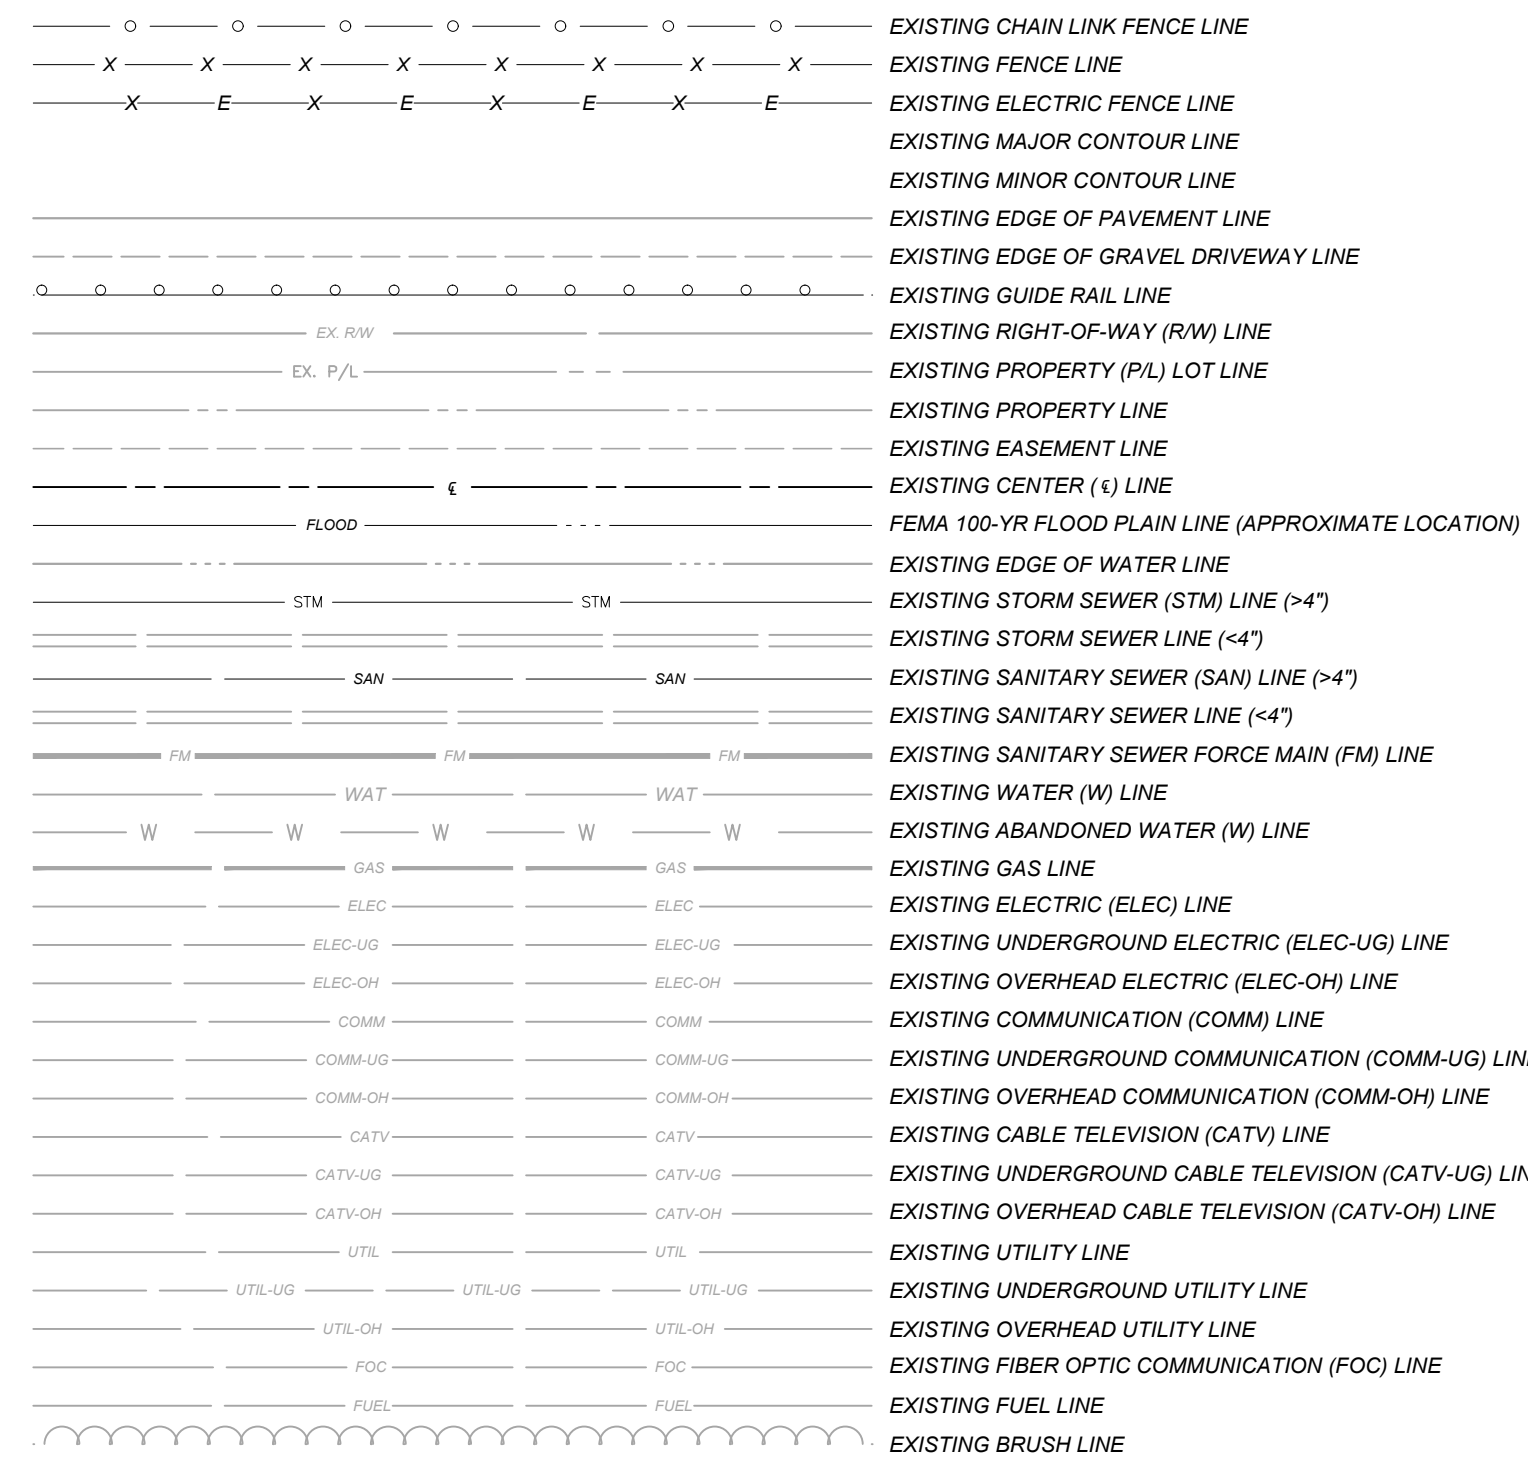 EXISTING CHAIN LINK FENCE LINE
X X X X X X X X EXISTING FENCE LINE
X E X E X E X E EXISTING ELECTRIC FENCE LINE
EXISTING MAJOR CONTOUR LINE
EXISTING MINOR CONTOUR LINE
EXISTING EDGE OF PAVEMENT LINE
EXISTING EDGE OF GRAVEL DRIVEWAY LINE
EXISTING GUIDE RAIL LINE
EX. R/W EXISTING RIGHT-OF-WAY (R/W) LINE
EX. P/L EXISTING PROPERTY (P/L) LOT LINE
EXISTING PROPERTY LINE
EXISTING EASEMENT LINE
℄ EXISTING CENTER (℄) LINE
FLOOD FEMA 100-YR FLOOD PLAIN LINE (APPROXIMATE LOCATION)
EXISTING EDGE OF WATER LINE
STM STM EXISTING STORM SEWER (STM) LINE (>4")
EXISTING STORM SEWER LINE (<4")
SAN SAN EXISTING SANITARY SEWER (SAN) LINE (>4")
EXISTING SANITARY SEWER LINE (<4")
FM FM FM EXISTING SANITARY SEWER FORCE MAIN (FM) LINE
WAT WAT EXISTING WATER (W) LINE
W W W W W EXISTING ABANDONED WATER (W) LINE
GAS GAS EXISTING GAS LINE
ELEC ELEC EXISTING ELECTRIC (ELEC) LINE
ELEC-UG ELEC-UG EXISTING UNDERGROUND ELECTRIC (ELEC-UG) LINE
ELEC-OH ELEC-OH EXISTING OVERHEAD ELECTRIC (ELEC-OH) LINE
COMM COMM EXISTING COMMUNICATION (COMM) LINE
COMM-UG COMM-UG EXISTING UNDERGROUND COMMUNICATION (COMM-UG) LIN
COMM-OH COMM-OH EXISTING OVERHEAD COMMUNICATION (COMM-OH) LINE
CATV CATV EXISTING CABLE TELEVISION (CATV) LINE
CATV-UG CATV-UG EXISTING UNDERGROUND CABLE TELEVISION (CATV-UG) LIN
CATV-OH CATV-OH EXISTING OVERHEAD CABLE TELEVISION (CATV-OH) LINE
UTIL UTIL EXISTING UTILITY LINE
UTIL-UG UTIL-UG UTIL-UG EXISTING UNDERGROUND UTILITY LINE
UTIL-OH UTIL-OH EXISTING OVERHEAD UTILITY LINE
FOC FOC EXISTING FIBER OPTIC COMMUNICATION (FOC) LINE
FUEL FUEL EXISTING FUEL LINE
EXISTING BRUSH LINE